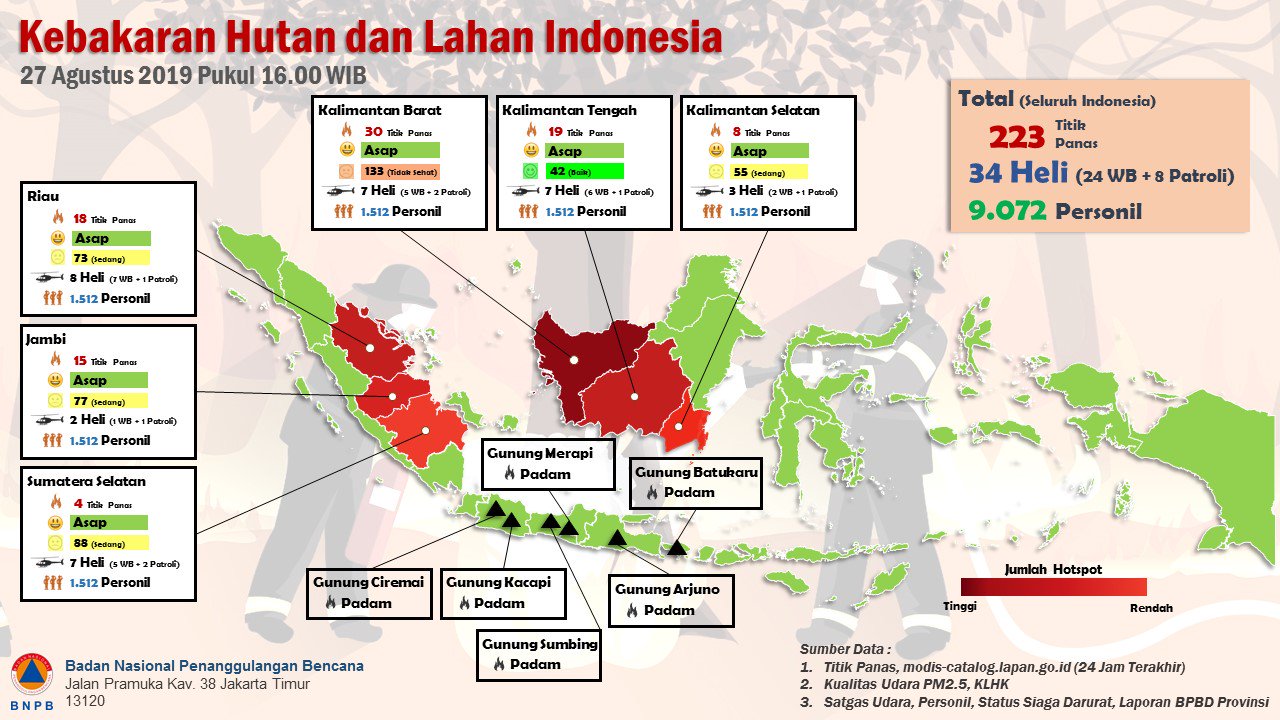 Kebakaran Hutan dan Lahan Indonesia
27 Agustus 2019 Pukul 16.00 WIB
Total (Seluruh Indonesia)
223 Titik Panas
34 Heli (24 WB + 8 Patroli)
9.072 Personil
Kalimantan Barat
30 Titik Panas
Asap
133 (Tidak Sehat)
7 Heli (5 WB + 2 Patroli)
1.512 Personil
Kalimantan Tengah
19 Titik Panas
Asap
42 (Baik)
7 Heli (6 WB + 1 Patroli)
1.512 Personil
Kalimantan Selatan
8 Titik Panas
Asap
55 (Sedang)
3 Heli (2 WB + 1 Patroli)
1.512 Personil
Riau
18 Titik Panas
Asap
73 (Sedang)
8 Heli (7 WB + 1 Patroli)
1.512 Personil
Jambi
15 Titik Panas
Asap
77 (Sedang)
2 Heli (1 WB + 1 Patroli)
1.512 Personil
Sumatera Selatan
4 Titik Panas
Asap
88 (Sedang)
7 Heli (5 WB + 2 Patroli)
1.512 Personil
Gunung Merapi
Padam
Gunung Batukaru
Padam
Gunung Ciremai
Padam
Gunung Kacapi
Padam
Gunung Arjuno
Padam
Gunung Sumbing
Padam
Jumlah Hotspot
Tinggi
Rendah
BNPB
Badan Nasional Penanggulangan Bencana
Jalan Pramuka Kav. 38 Jakarta Timur
13120
Sumber Data :
1. Titik Panas, modis-catalog.lapan.go.id (24 Jam Terakhir)
2. Kualitas Udara PM2.5, KLHK
3. Satgas Udara, Personil, Status Siaga Darurat, Laporan BPBD Provinsi